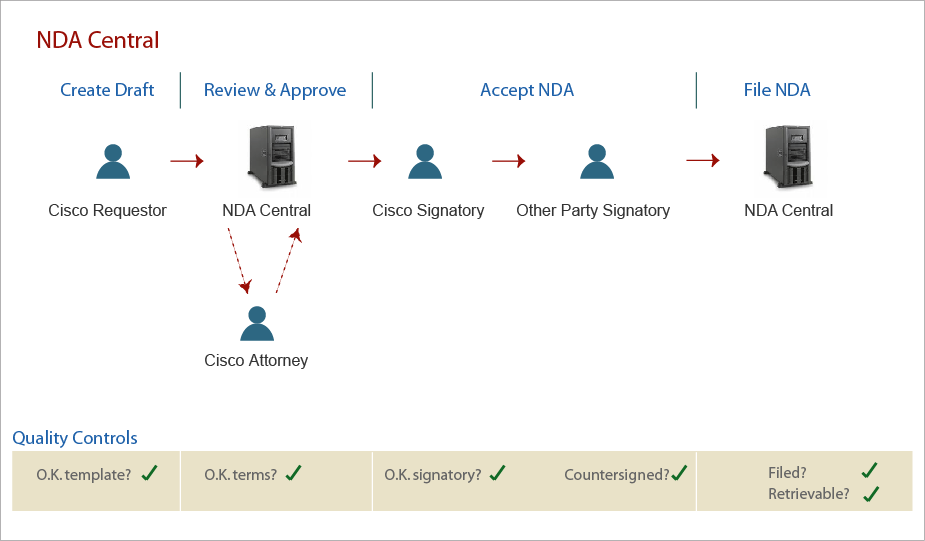 NDA Central
Create Draft
Review & Approve
Accept NDA
File NDA
Cisco Requestor
NDA Central
Cisco Signatory
Other Party Signatory
NDA Central
Cisco Attorney
Quality Controls
O.K. template?
O.K. terms?
O.K. signatory?
Countersigned?
Filed?
Retrievable?